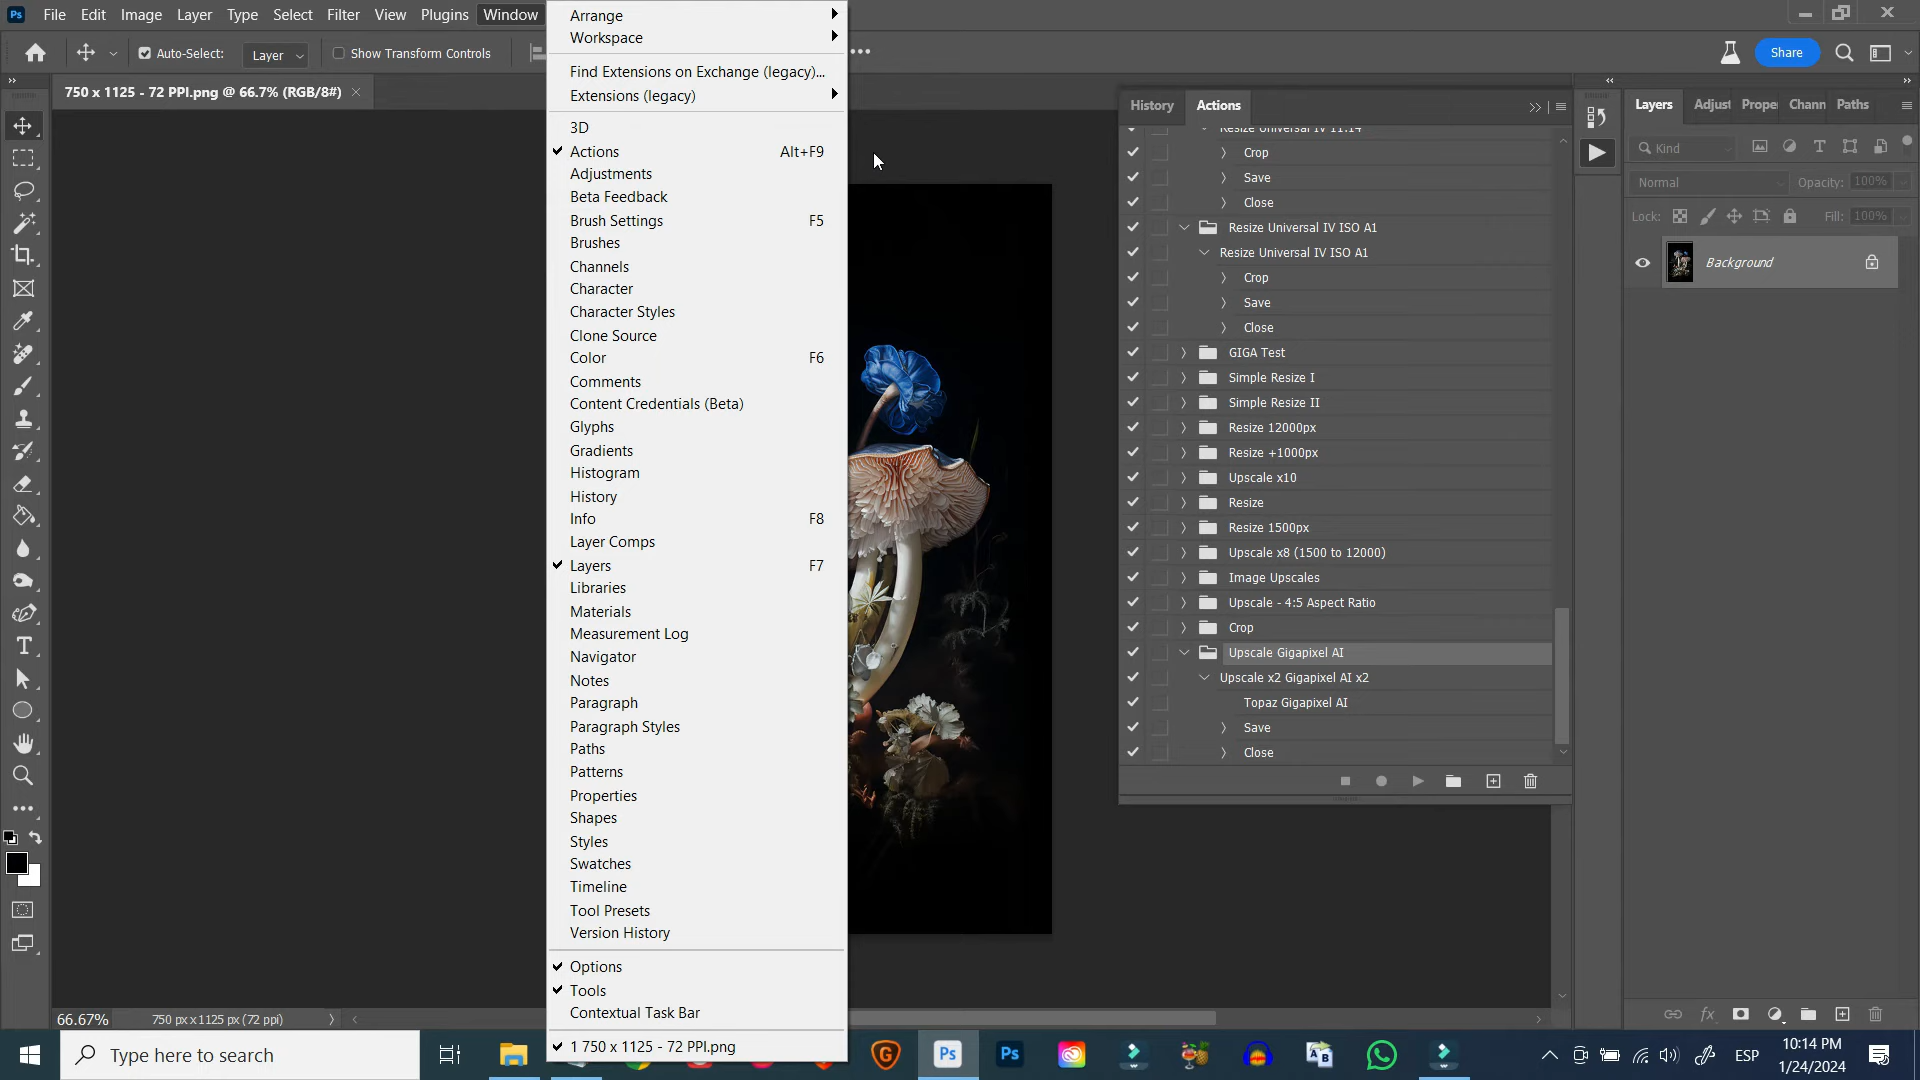 Ps File Edit Image Layer Type Select Filter View Plugins Window
Auto-Select: Layer Show Transform Controls Share
750 x 1125 - 72 PPI.png @ 66.7% (RGB/8#)
Arrange
Workspace
Find Extensions on Exchange (legacy)...
Extensions (legacy)
3D
Actions Alt+F9
Adjustments
Beta Feedback
Brush Settings F5
Brushes
Channels
Character
Character Styles
Clone Source
Color F6
Comments
Content Credentials (Beta)
Glyphs
Gradients
Histogram
History
Info F8
Layer Comps
Layers F7
Libraries
Materials
Measurement Log
Navigator
Notes
Paragraph
Paragraph Styles
Paths
Patterns
Properties
Shapes
Styles
Swatches
Timeline
Tool Presets
Version History
Options
Tools
Contextual Task Bar
1 750 x 1125 - 72 PPI.png
History Actions
Resize Universal IV 11:14
Crop
Save
Close
Resize Universal IV ISO A1
Resize Universal IV ISO A1
Crop
Save
Close
GIGA Test
Simple Resize I
Simple Resize II
Resize 12000px
Resize +1000px
Upscale x10
Resize
Resize 1500px
Upscale x8 (1500 to 12000)
Image Upscales
Upscale - 4:5 Aspect Ratio
Crop
Upscale Gigapixel AI
Upscale x2 Gigapixel AI x2
Topaz Gigapixel AI
Save
Close
Layers Adjust Prope Chann Paths
Kind
Normal Opacity: 100%
Lock: Fill: 100%
Background
fx
66.67% 750 px x 1125 px (72 ppi)
Type here to search
Ps Ps
ESP
10:14 PM
1/24/2024